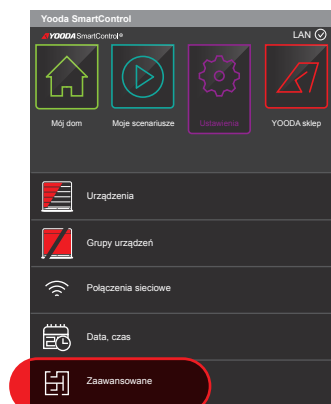 Yooda SmartControl
YOODA SmartControl® LAN
Mój dom Moje scenariusze Ustawienia YOODA sklep
Urządzenia
Grupy urządzeń
Połączenia sieciowe
Data, czas
Zaawansowane